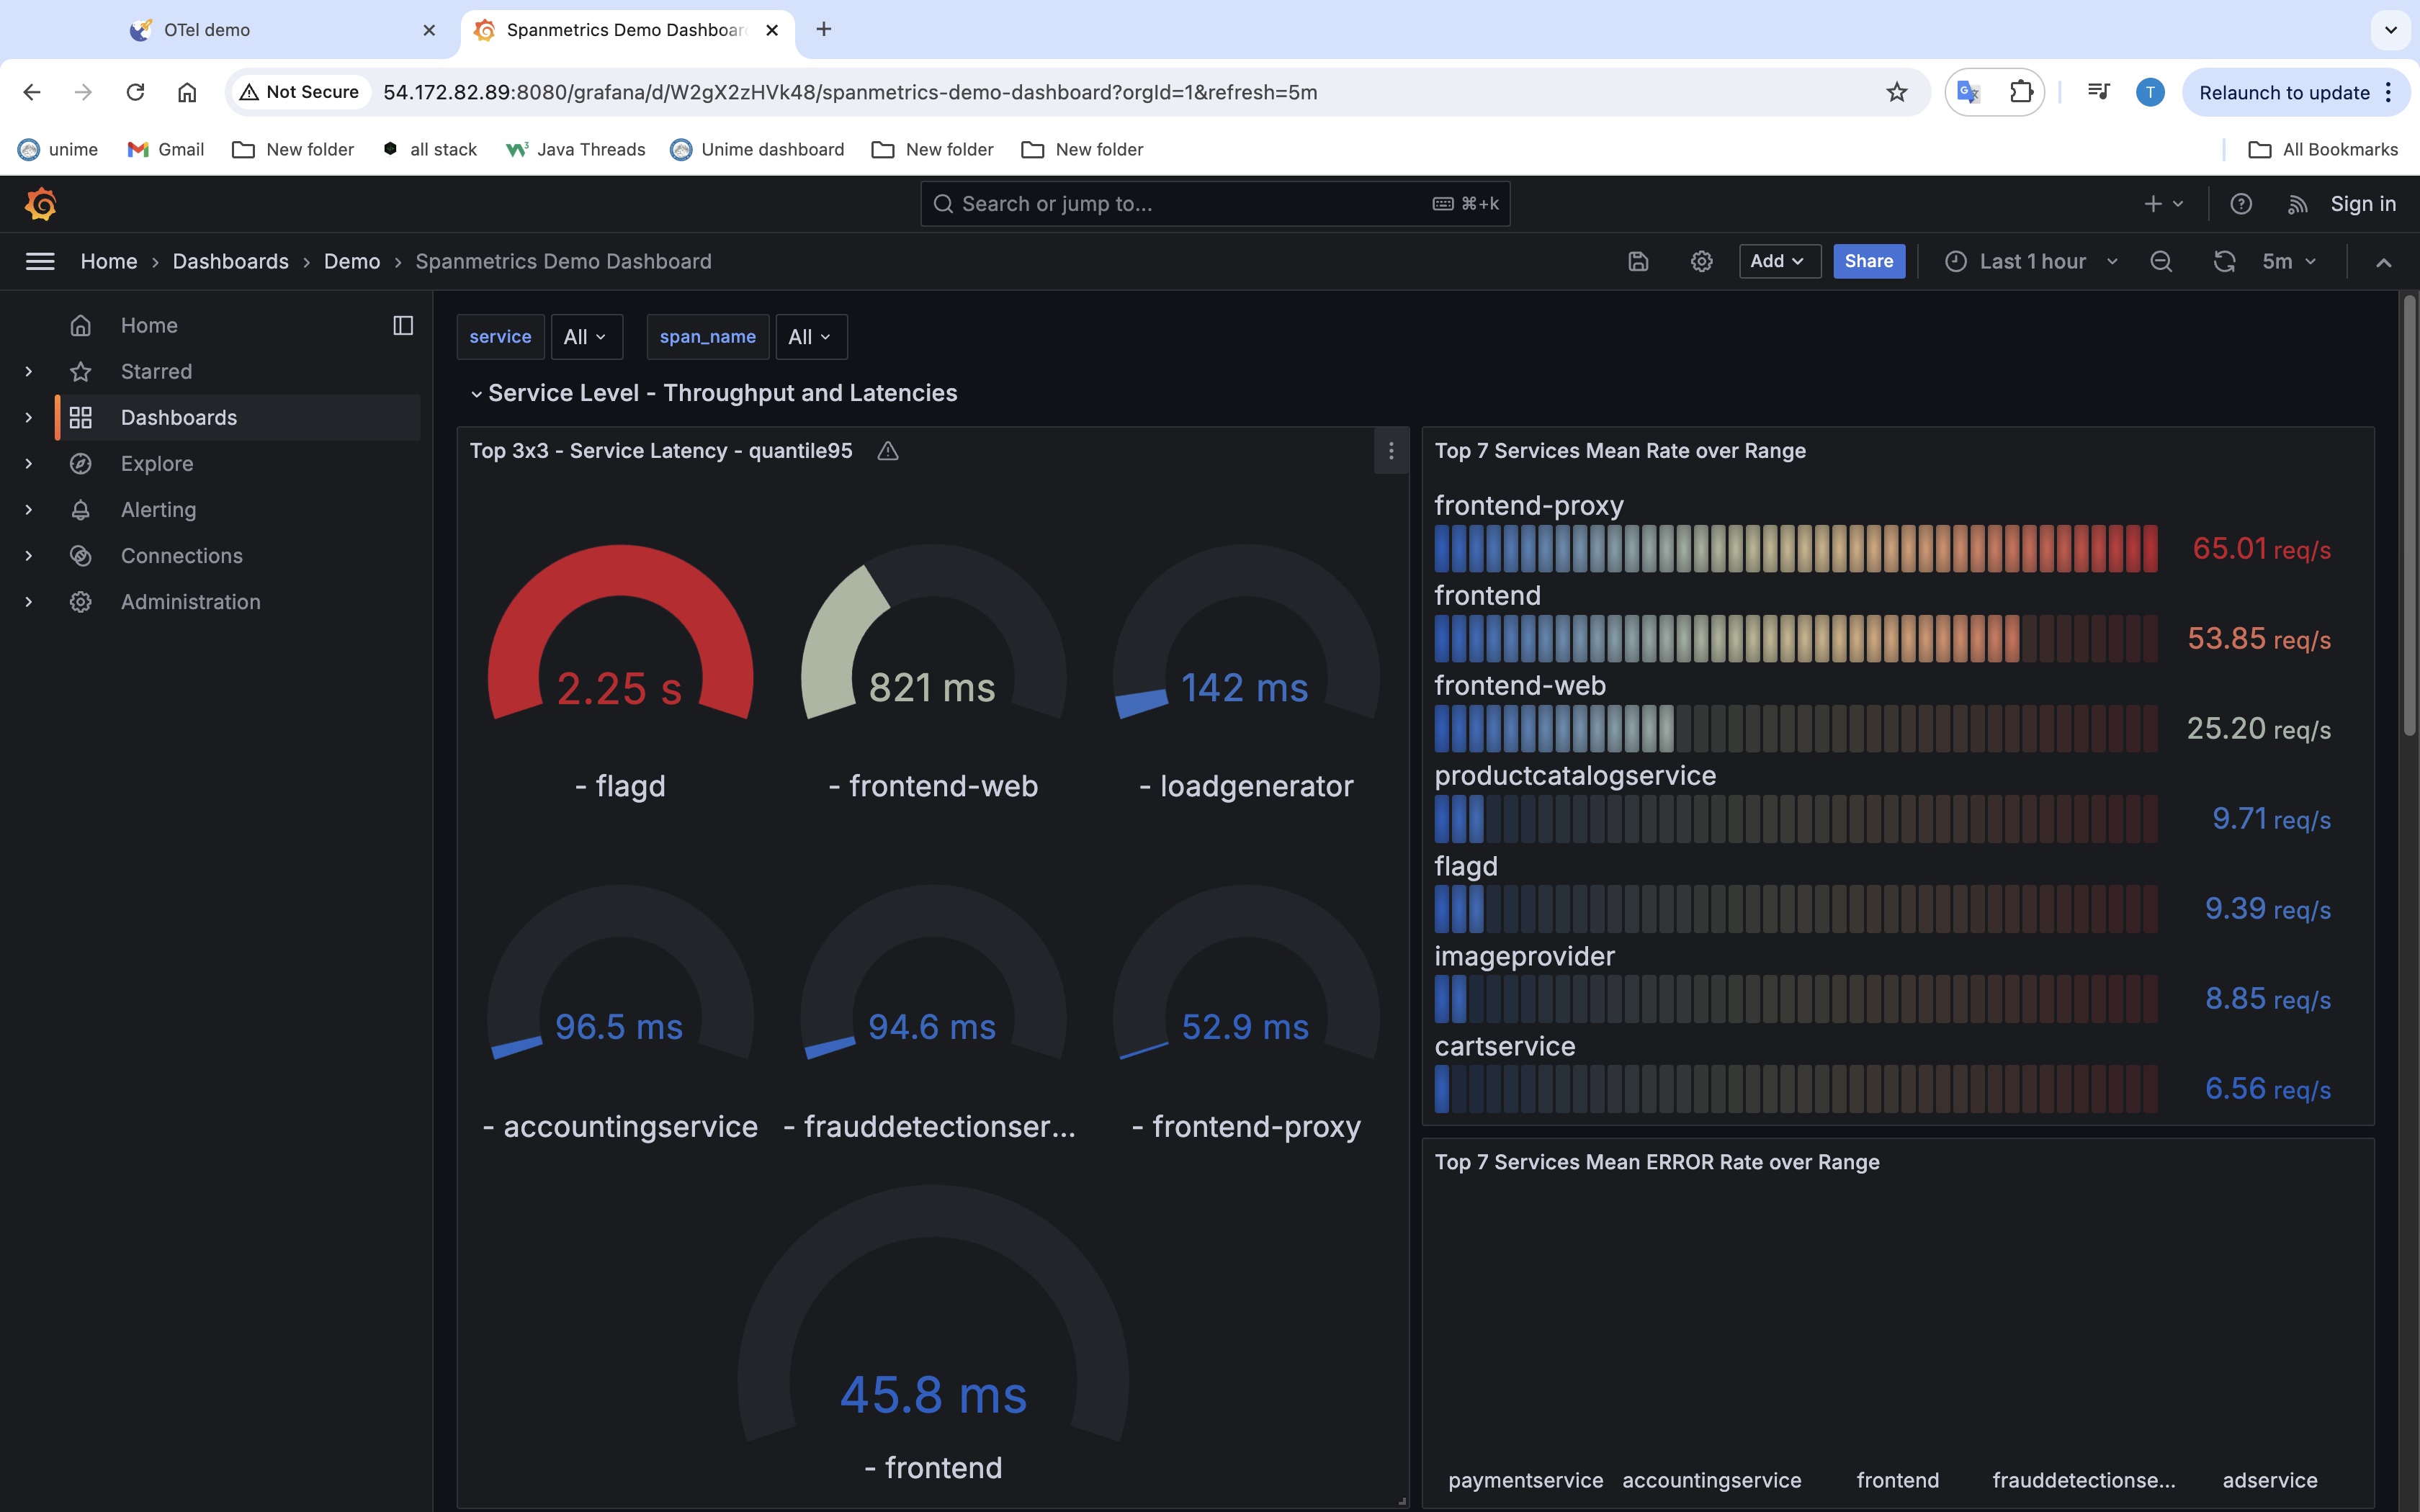 OTel demo
Spanmetrics Demo Dashboar
Not Secure
54.172.82.89:8080/grafana/d/W2gX2zHVk48/spanmetrics-demo-dashboard?orgId=1&refresh=5m
T
Relaunch to update
unime
Gmail
New folder
all stack
Java Threads
Unime dashboard
New folder
New folder
All Bookmarks
Search or jump to...
⌘+k
Sign in
Home › Dashboards › Demo › Spanmetrics Demo Dashboard
Add
Share
Last 1 hour
5m
Home
Starred
Dashboards
Explore
Alerting
Connections
Administration
service
All
span_name
All
Service Level - Throughput and Latencies
Top 3x3 - Service Latency - quantile95
2.25 s
- flagd
821 ms
- frontend-web
142 ms
- loadgenerator
96.5 ms
- accountingservice
94.6 ms
- frauddetectionser...
52.9 ms
- frontend-proxy
45.8 ms
- frontend
Top 7 Services Mean Rate over Range
frontend-proxy
65.01 req/s
frontend
53.85 req/s
frontend-web
25.20 req/s
productcatalogservice
9.71 req/s
flagd
9.39 req/s
imageprovider
8.85 req/s
cartservice
6.56 req/s
Top 7 Services Mean ERROR Rate over Range
paymentservice
accountingservice
frontend
frauddetectionse...
adservice